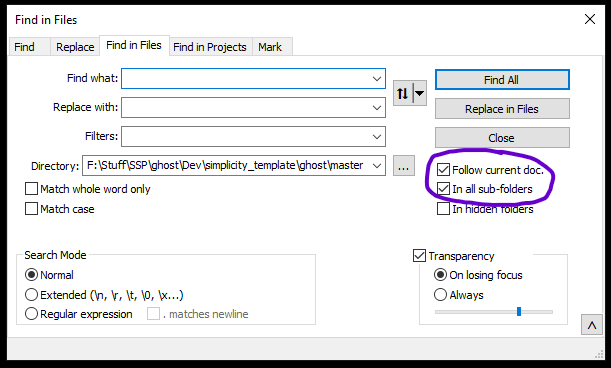 Find in Files
Find Replace Find in Files Find in Projects Mark
Find what: Find All
Replace with: Replace in Files
Filters: Close
Directory: F:\Stuff\SSP\ghost\Dev\simplicity_template\ghost\master ... Follow current doc.
Match whole word only In all sub-folders
Match case In hidden folders
Search Mode Transparency
Normal On losing focus
Extended (\n, \r, \t, \0, \x...) Always
Regular expression . matches newline